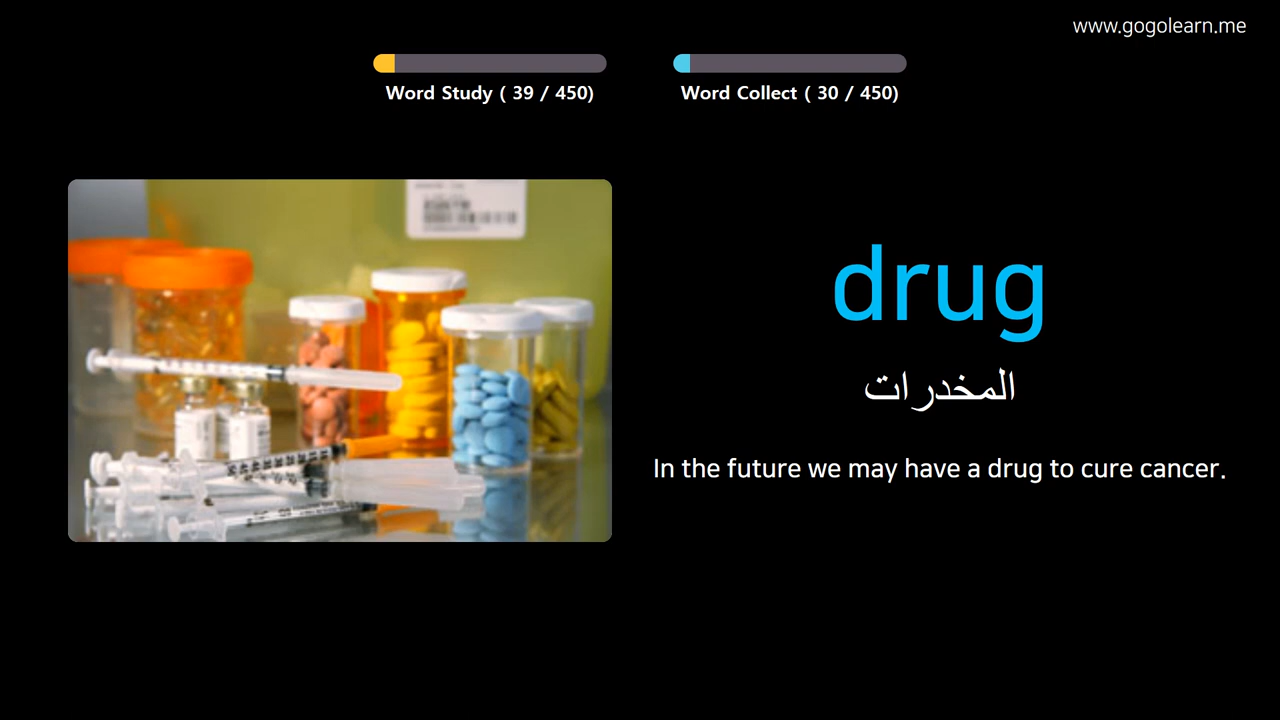 www.gogolearn.me
Word Study ( 39 / 450)
Word Collect ( 30 / 450)
drug
المخدرات
In the future we may have a drug to cure cancer.